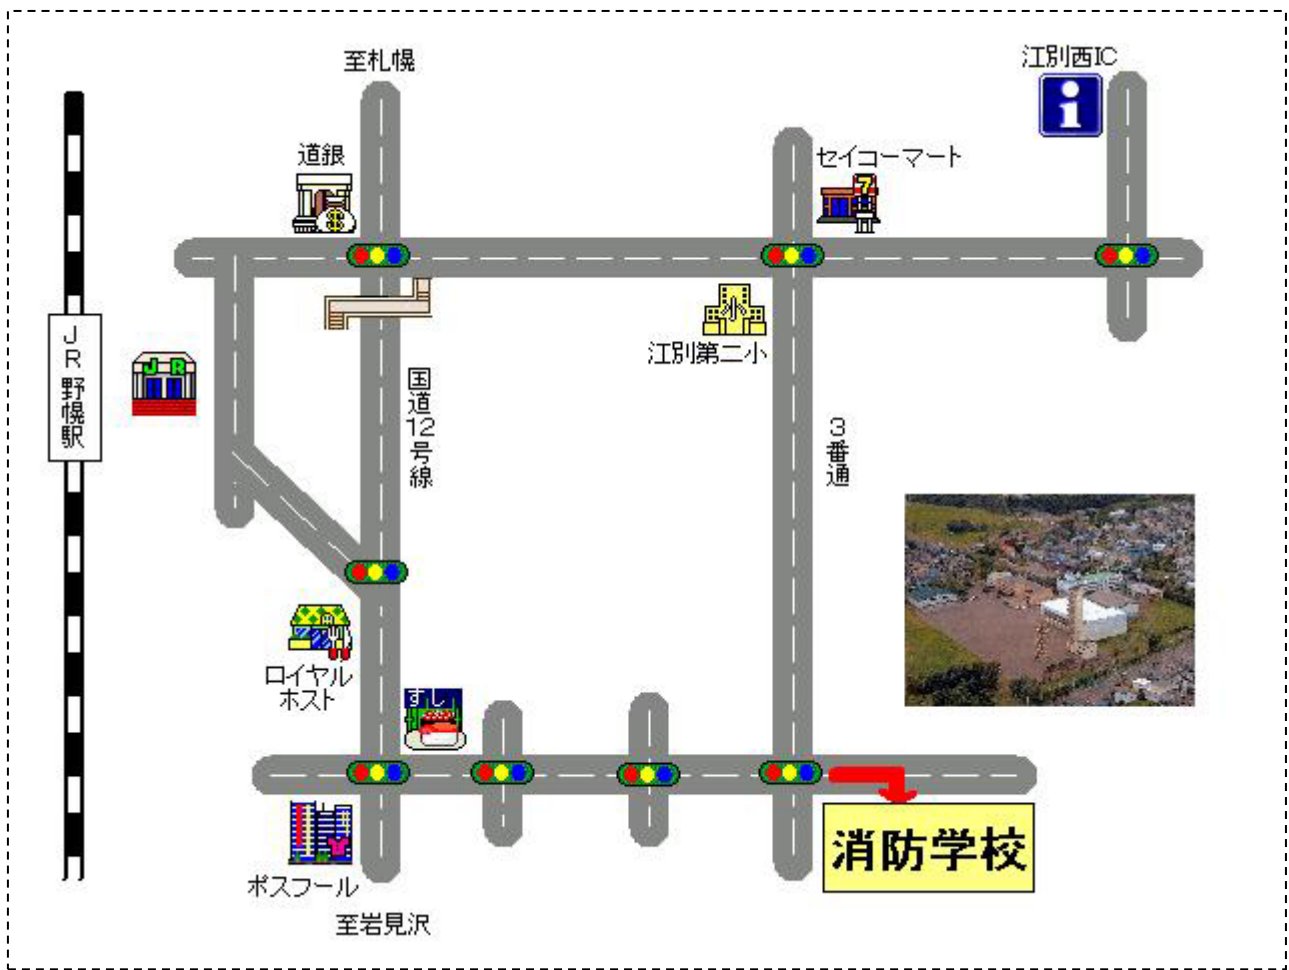 至札幌
江別西IC
i
道銀
$
セイコーマート
7
小
江別第二小
JR野幌駅
JR
国道12号線
3番通
ロイヤル
ホスト
すし
ポスフール
消防学校
至岩見沢